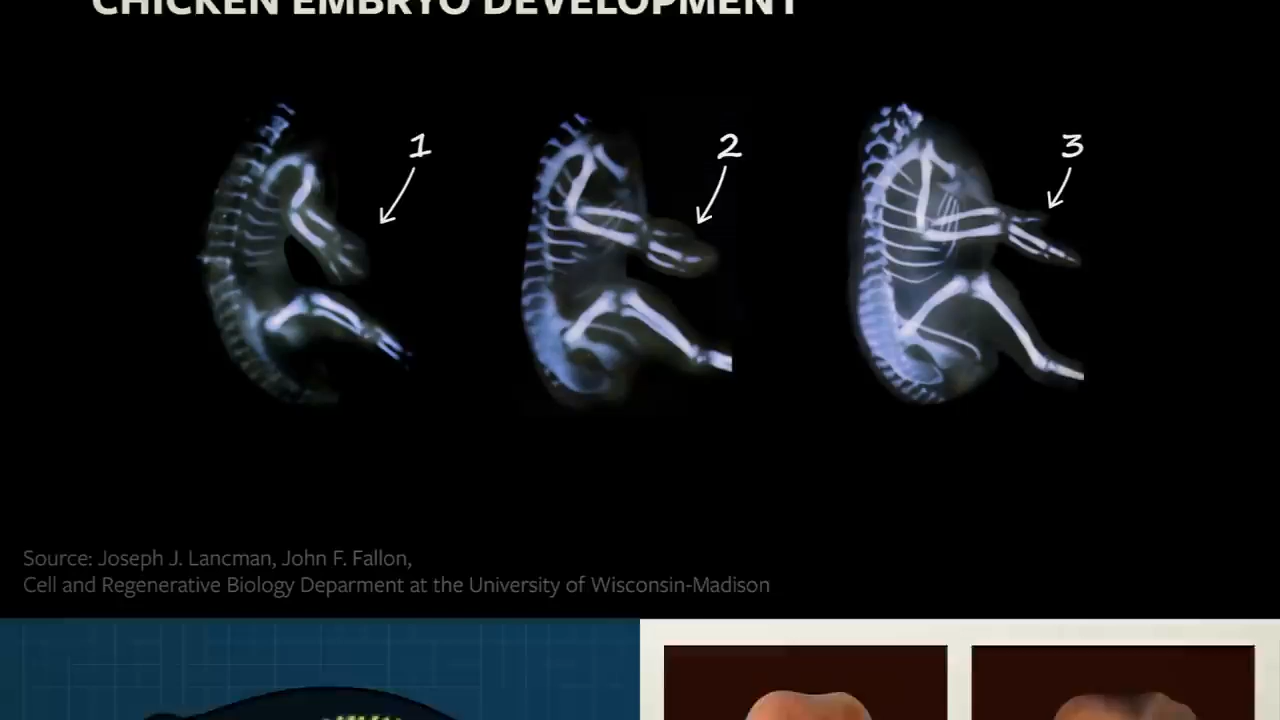 CHICKEN EMBRYO DEVELOPMENT
1 2 3
Source: Joseph J. Lancman, John F. Fallon,
Cell and Regenerative Biology Deparment at the University of Wisconsin-Madison